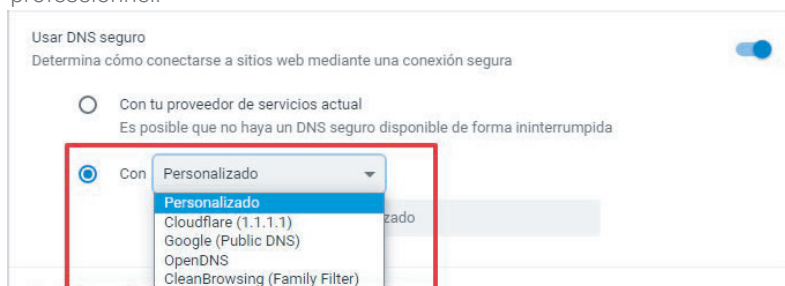 professionnel.
Usar DNS seguro
Determina cómo conectarse a sitios web mediante una conexión segura
Con tu proveedor de servicios actual
Es posible que no haya un DNS seguro disponible de forma ininterrumpida
Con Personalizado
Personalizado
Cloudflare (1.1.1.1)
zado
Google (Public DNS)
OpenDNS
CleanBrowsing (Family Filter)